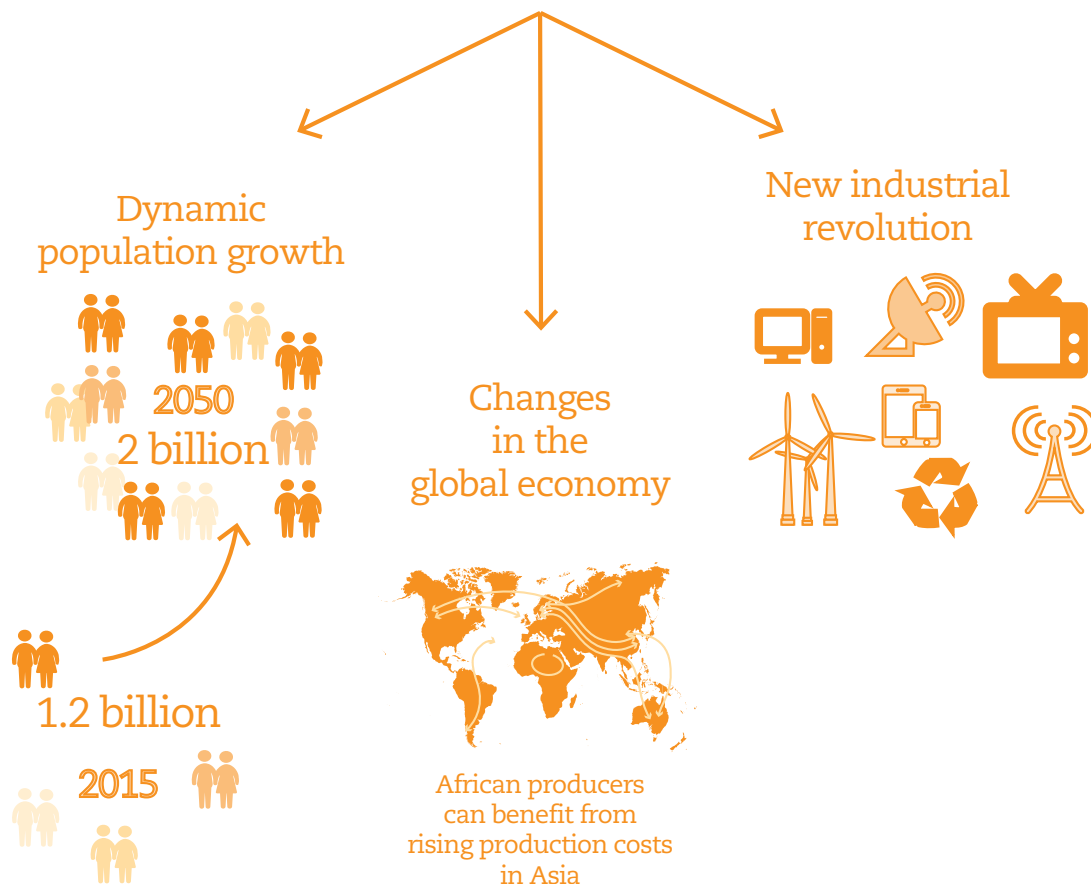 Dynamic
population growth
2050
2 billion
1.2 billion
2015
Changes
in the
global economy
African producers
can benefit from
rising production costs
in Asia
New industrial
revolution